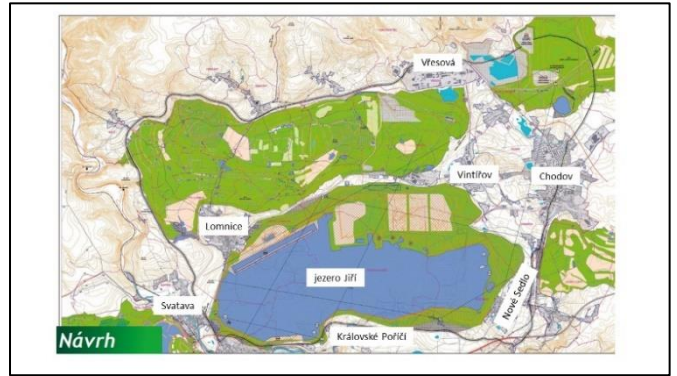 Vřesová
Vintířov
Chodov
Lomnice
jezero Jiří
Nové Sedlo
Svatava
Královské Poříčí
Návrh